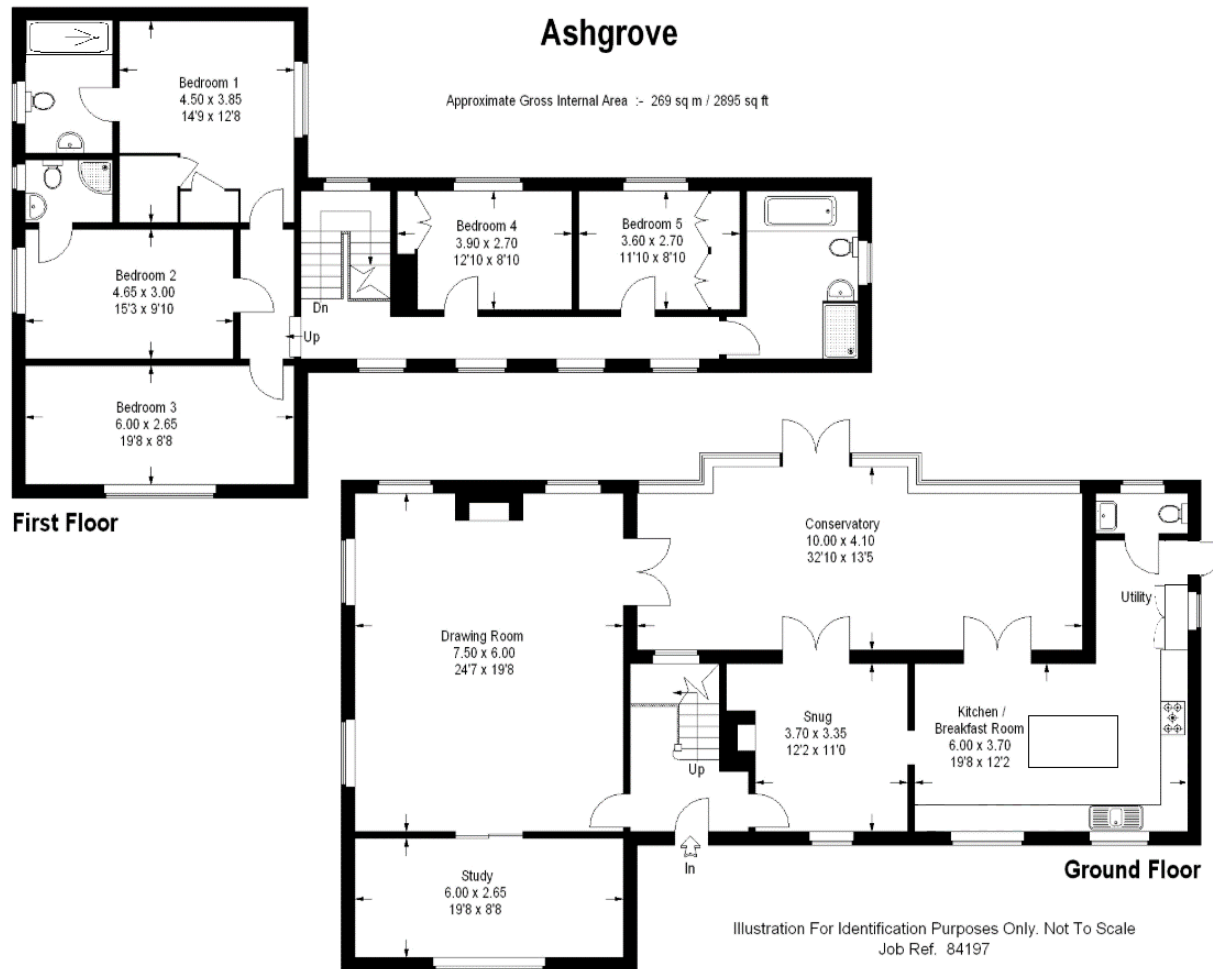 Ashgrove
Approximate Gross Internal Area :- 269 sq m / 2895 sq ft
Bedroom 1
4.50 x 3.85
14'9 x 12'8
Bedroom 2
4.65 x 3.00
15'3 x 9'10
Bedroom 3
6.00 x 2.65
19'8 x 8'8
Dn
Up
Bedroom 4
3.90 x 2.70
12'10 x 8'10
Bedroom 5
3.60 x 2.70
11'10 x 8'10
First Floor
Conservatory
10.00 x 4.10
32'10 x 13'5
Utility
Drawing Room
7.50 x 6.00
24'7 x 19'8
Up
Snug
3.70 x 3.35
12'2 x 11'0
Kitchen /
Breakfast Room
6.00 x 3.70
19'8 x 12'2
In
Study
6.00 x 2.65
19'8 x 8'8
Ground Floor
Illustration For Identification Purposes Only. Not To Scale
Job Ref. 84197